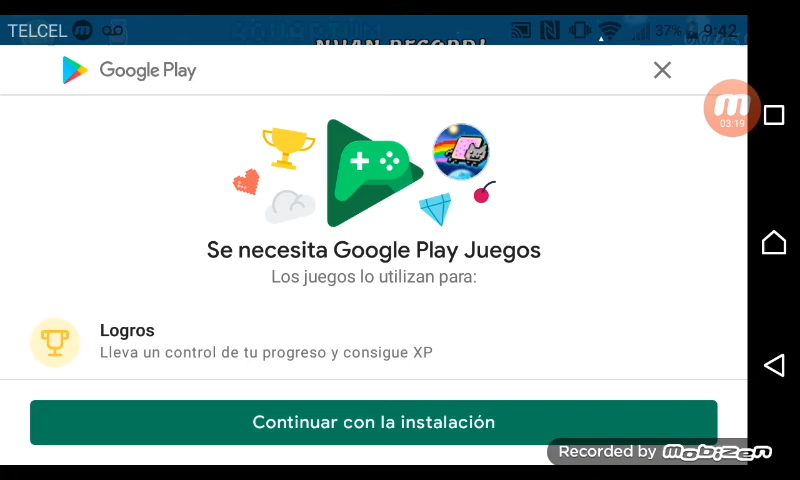 TELCEL 37% 9:42
NYAN RECORD!
Google Play
03:19
Se necesita Google Play Juegos
Los juegos lo utilizan para:
Logros
Lleva un control de tu progreso y consigue XP
Continuar con la instalación
Recorded by mobizen